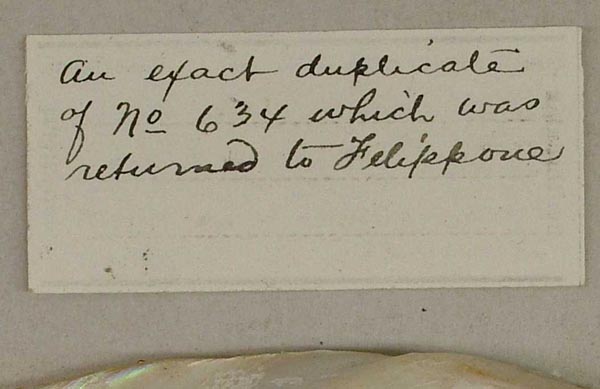 An exact duplicate
of No 634 which was
returned to Felippone